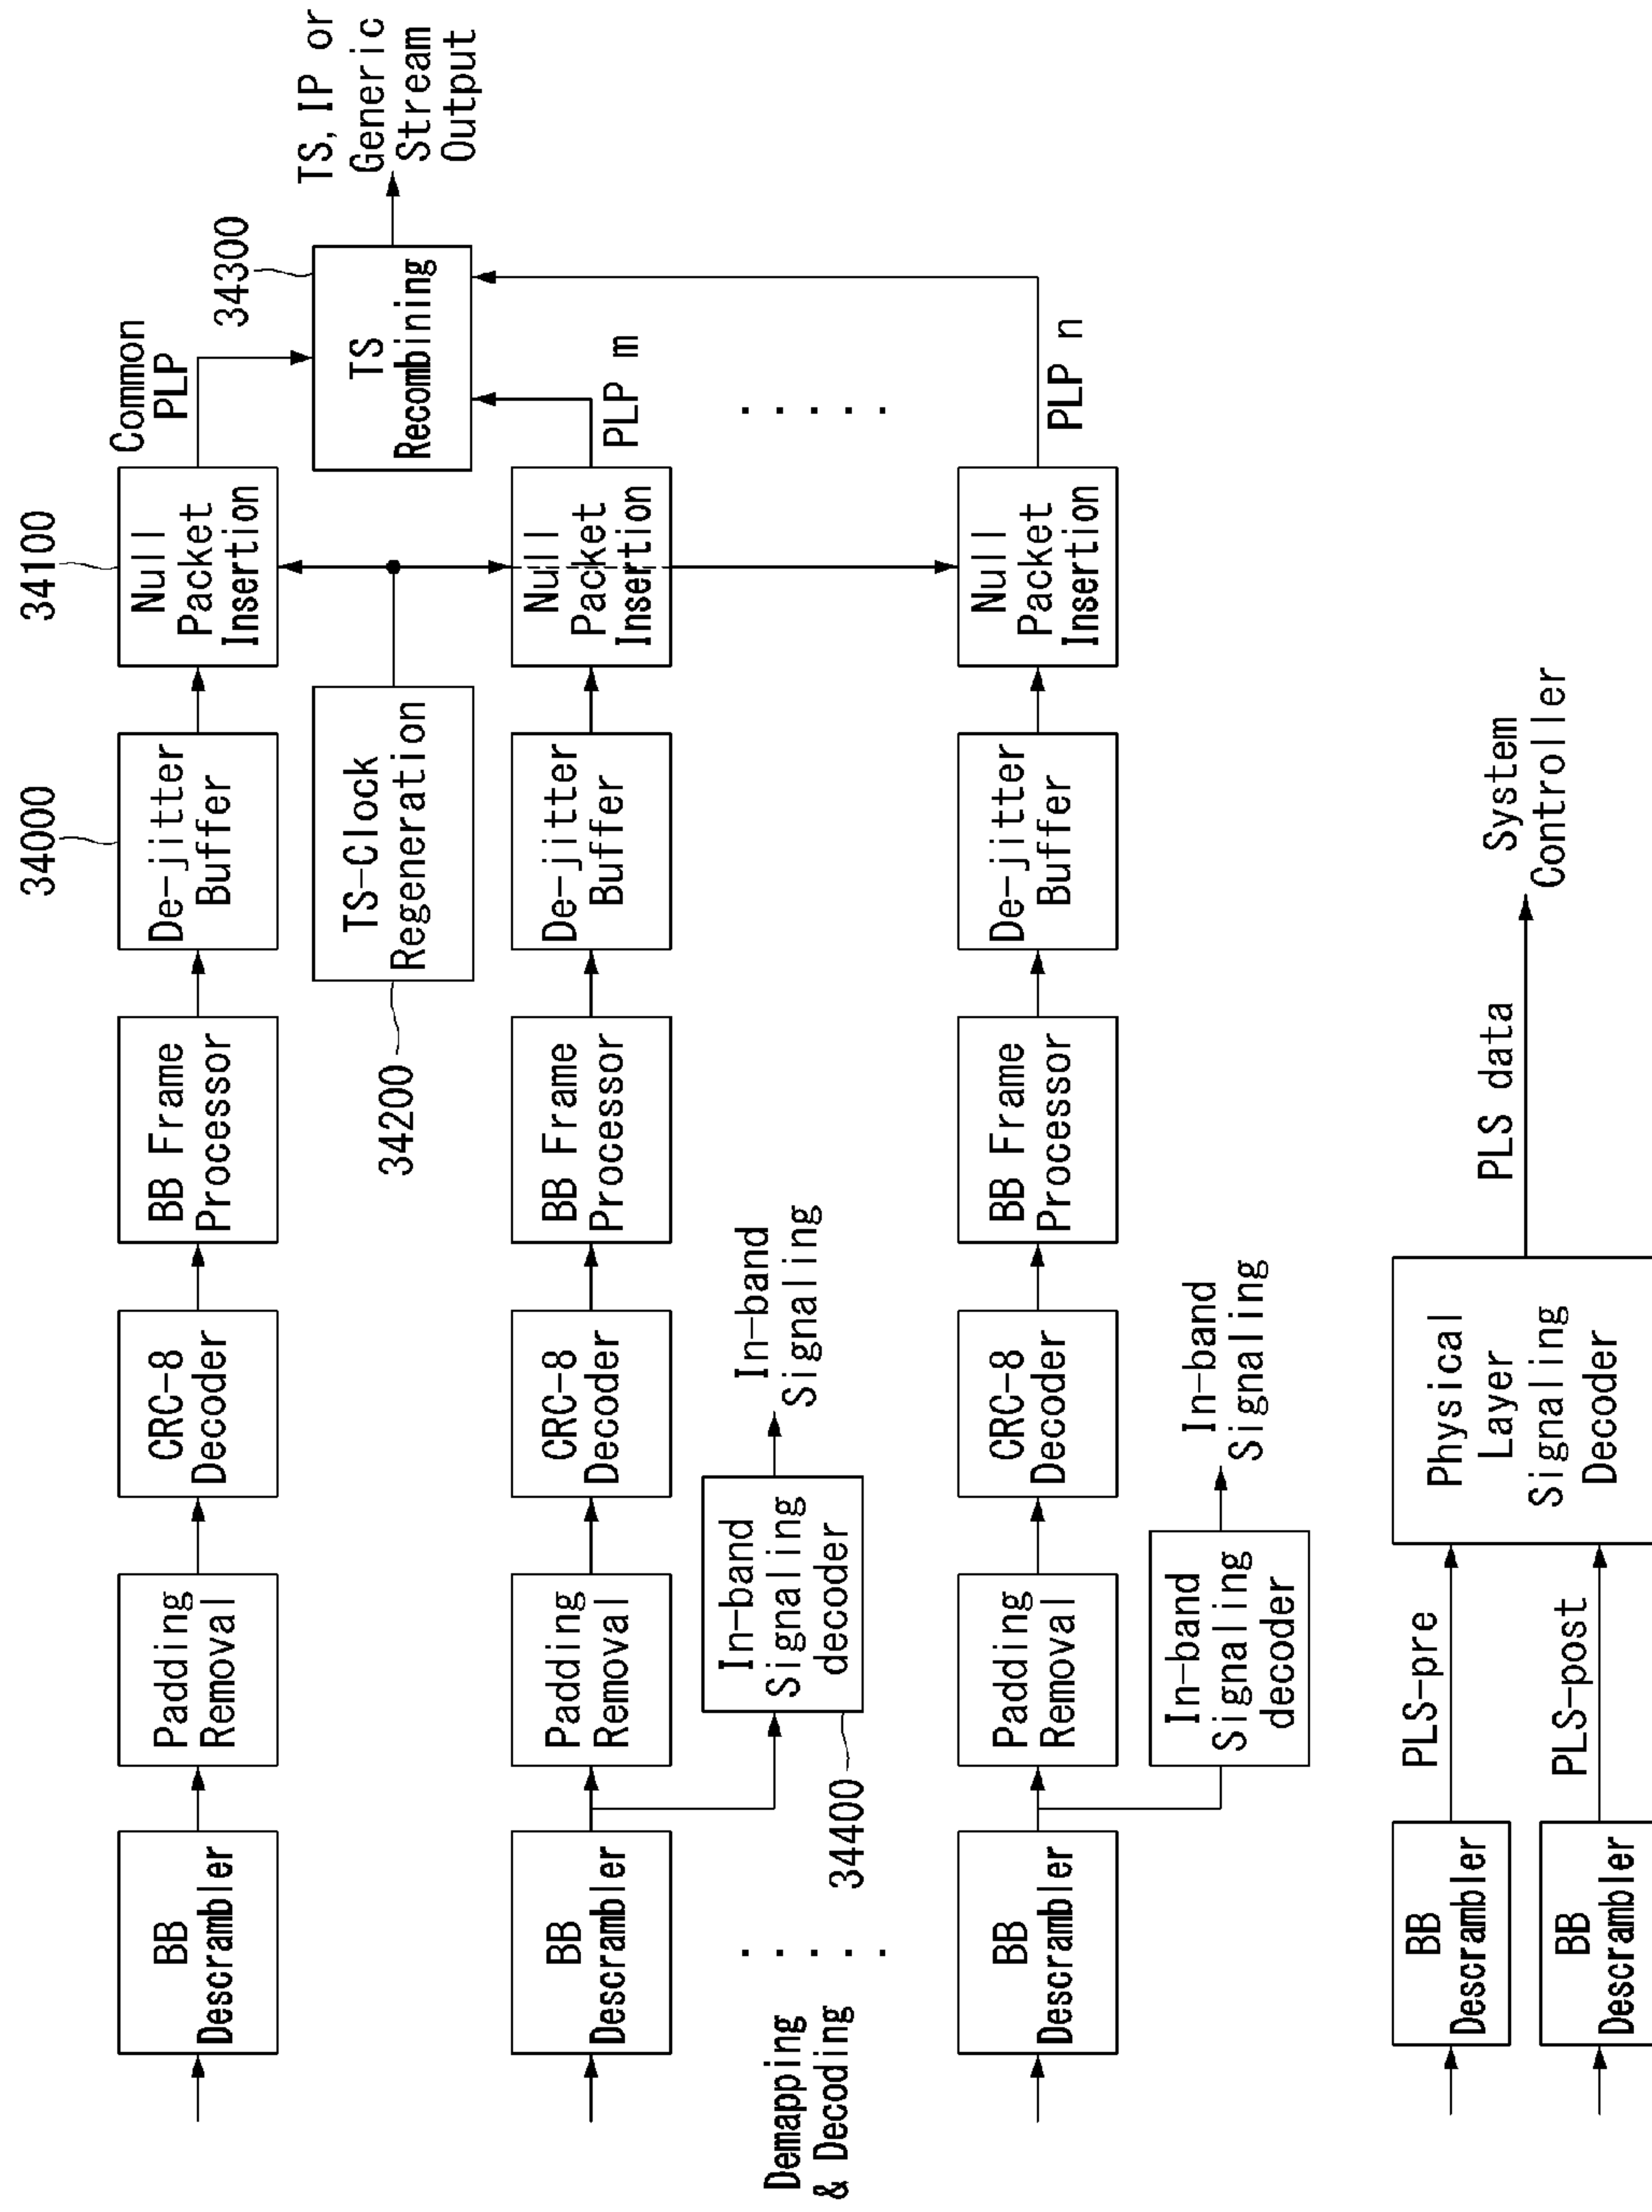 34000
34100
Common
PLP
34300
BB
Descrambler
Padding
Removal
CRC-8
Decoder
BB Frame
Processor
De-jitter
Buffer
Null
Packet
Insertion
TS, IP or
Generic
Stream
Output
34200
TS-Clock
Regeneration
TS
Recombining
BB
Descrambler
Padding
Removal
CRC-8
Decoder
BB Frame
Processor
De-jitter
Buffer
Null
Packet
Insertion
PLP m
Demapping
& Decoding
34400
In-band
Signaling
decoder
In-band
Signaling
BB
Descrambler
Padding
Removal
CRC-8
Decoder
BB Frame
Processor
De-jitter
Buffer
Null
Packet
Insertion
PLP n
In-band
Signaling
decoder
In-band
Signaling
BB
Descrambler
PLS-pre
BB
Descrambler
PLS-post
Physical
Layer
Signaling
Decoder
PLS data
System
Controller